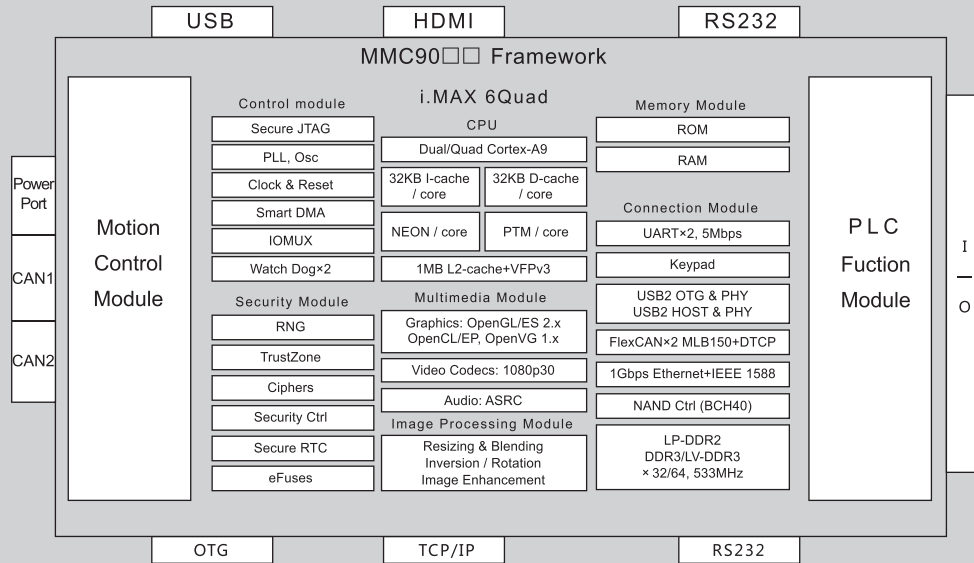 USB
HDMI
RS232
MMC90□□ Framework
Power
Port
CAN1
CAN2
Motion
Control
Module
Control module
Secure JTAG
PLL, Osc
Clock & Reset
Smart DMA
IOMUX
Watch Dog×2
Security Module
RNG
TrustZone
Ciphers
Security Ctrl
Secure RTC
eFuses
i.MAX 6Quad
CPU
Dual/Quad Cortex-A9
32KB I-cache
/ core
32KB D-cache
/ core
NEON / core
PTM / core
1MB L2-cache+VFPv3
Multimedia Module
Graphics: OpenGL/ES 2.x
OpenCL/EP, OpenVG 1.x
Video Codecs: 1080p30
Audio: ASRC
Image Processing Module
Resizing & Blending
Inversion / Rotation
Image Enhancement
Memory Module
ROM
RAM
Connection Module
UART×2, 5Mbps
Keypad
USB2 OTG & PHY
USB2 HOST & PHY
FlexCAN×2 MLB150+DTCP
1Gbps Ethernet+IEEE 1588
NAND Ctrl (BCH40)
LP-DDR2
DDR3/LV-DDR3
×32/64, 533MHz
PLC
Fuction
Module
I
O
OTG
TCP/IP
RS232